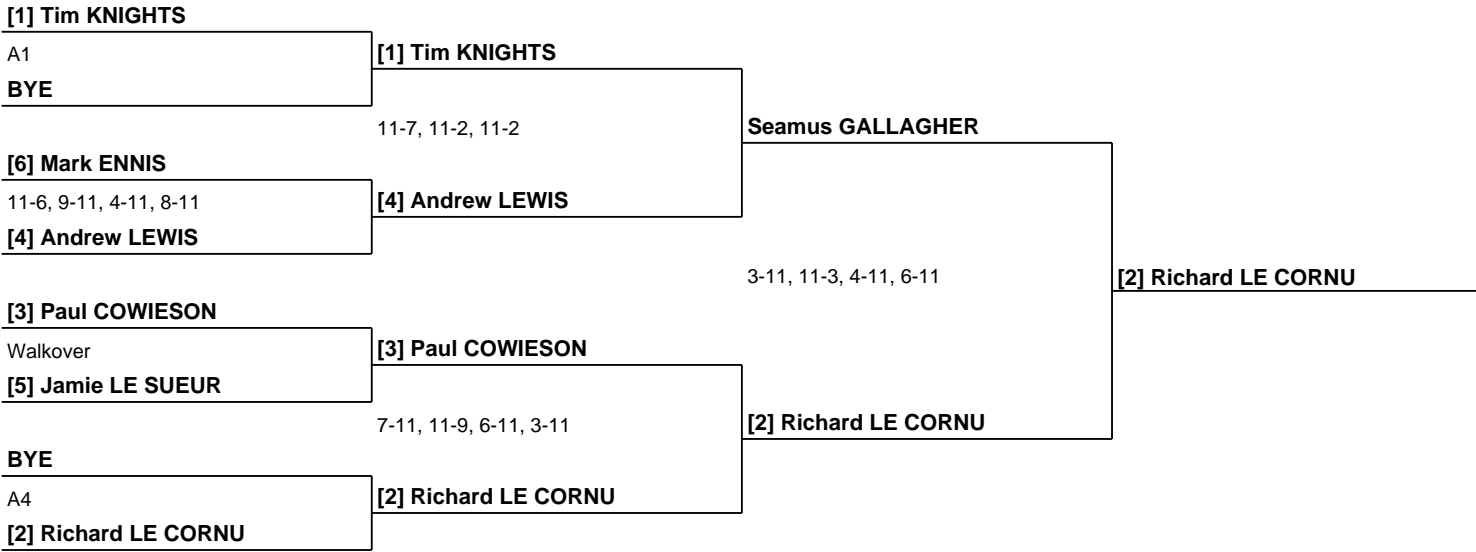 [1] Tim KNIGHTS
A1
BYE
[1] Tim KNIGHTS
11-7, 11-2, 11-2
[6] Mark ENNIS
11-6, 9-11, 4-11, 8-11
[4] Andrew LEWIS
[4] Andrew LEWIS
Seamus GALLAGHER
3-11, 11-3, 4-11, 6-11
[2] Richard LE CORNU
[3] Paul COWIESON
Walkover
[5] Jamie LE SUEUR
[3] Paul COWIESON
7-11, 11-9, 6-11, 3-11
[2] Richard LE CORNU
BYE
A4
[2] Richard LE CORNU
[2] Richard LE CORNU